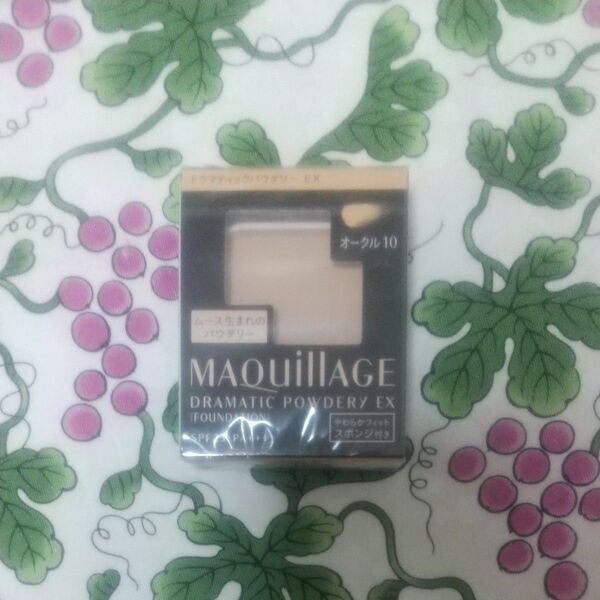 ドラマティックパウダリー EX
オークル10
ムース生まれの
パウダリー
MAQuillAGE
DRAMATIC POWDERY EX
[FOUNDATION]
やわらかフィット
スポンジ付き
SPF